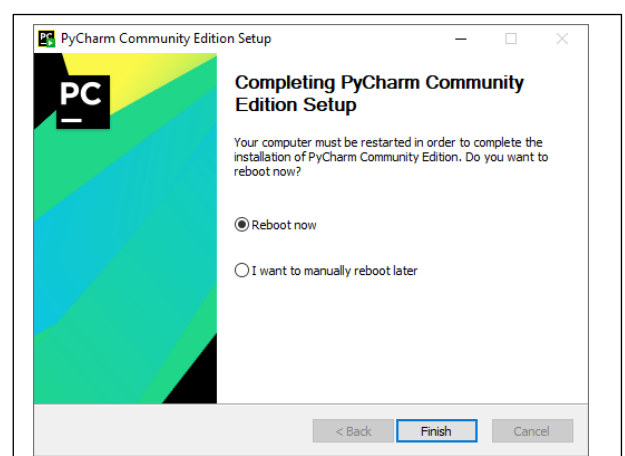 PyCharm Community Edition Setup
PC
Completing PyCharm Community
Edition Setup
Your computer must be restarted in order to complete the
installation of PyCharm Community Edition. Do you want to
reboot now?
Reboot now
I want to manually reboot later
< Back Finish Cancel